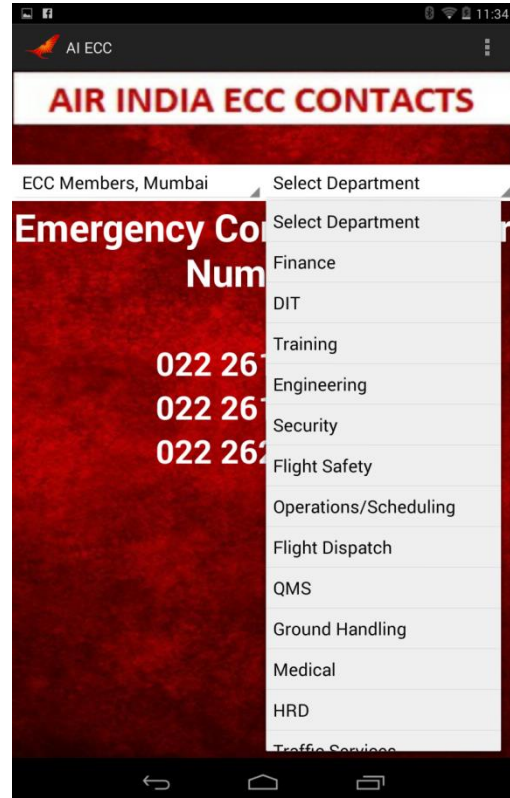 11:34
AI ECC
AIR INDIA ECC CONTACTS
ECC Members, Mumbai
Select Department
Emergency
022 26
022 26
022 26
Select Department
Finance
DIT
Training
Engineering
Security
Flight Safety
Operations/Scheduling
Flight Dispatch
QMS
Ground Handling
Medical
HRD
Traffic Services